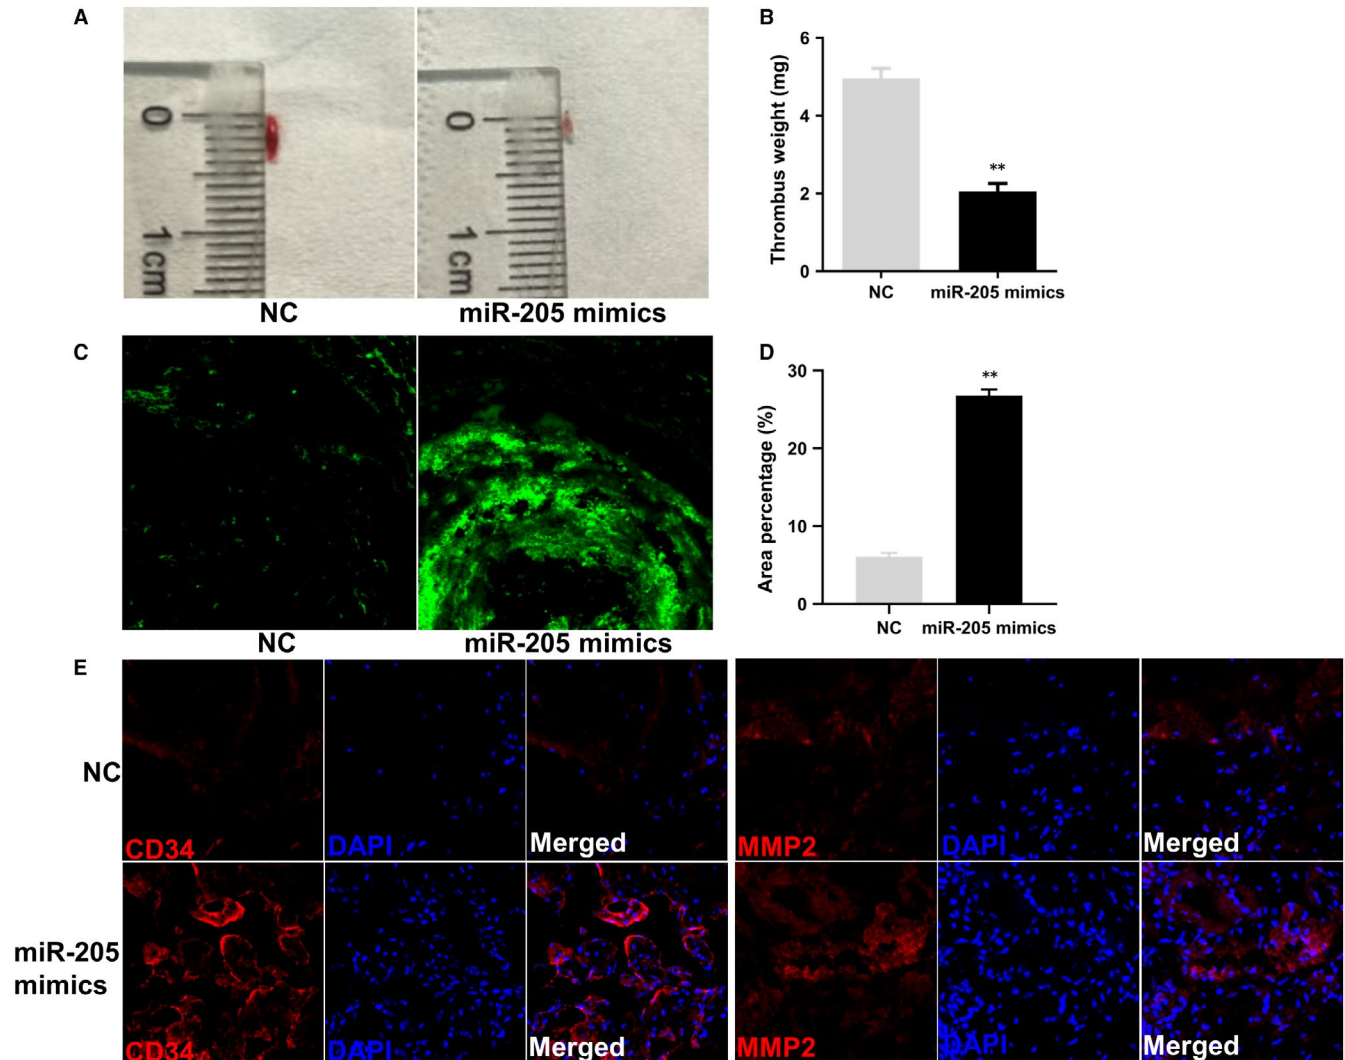 A
0
1 cm
NC
0
1 cm
miR-205 mimics
B
Thrombus weight (mg)
6
4
2
0
**
NC
miR-205 mimics
C
NC
miR-205 mimics
D
Area percentage (%)
30
20
10
0
**
NC
miR-205 mimics
E
NC
CD34
DAPI
Merged
MMP2
DAPI
Merged
miR-205
mimics
CD34
DAPI
Merged
MMP2
DAPI
Merged